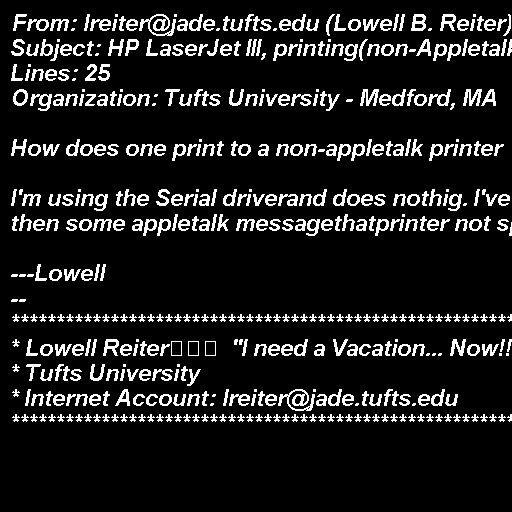 From: lreiter@jade.tufts.edu (Lowell B. Reiter)
Subject: HP LaserJet III, printing(non-Appletalk
Lines: 25
Organization: Tufts University - Medford, MA
How does one print to a non-appletalk printer
I'm using the Serial driverand does nothig. I've
then some appletalk messagethatprinter not sp
---Lowell
--
*********************************************************
* Lowell Reiter□□□ "I need a Vacation... Now!!
* Tufts University
* Internet Account: lreiter@jade.tufts.edu
*********************************************************